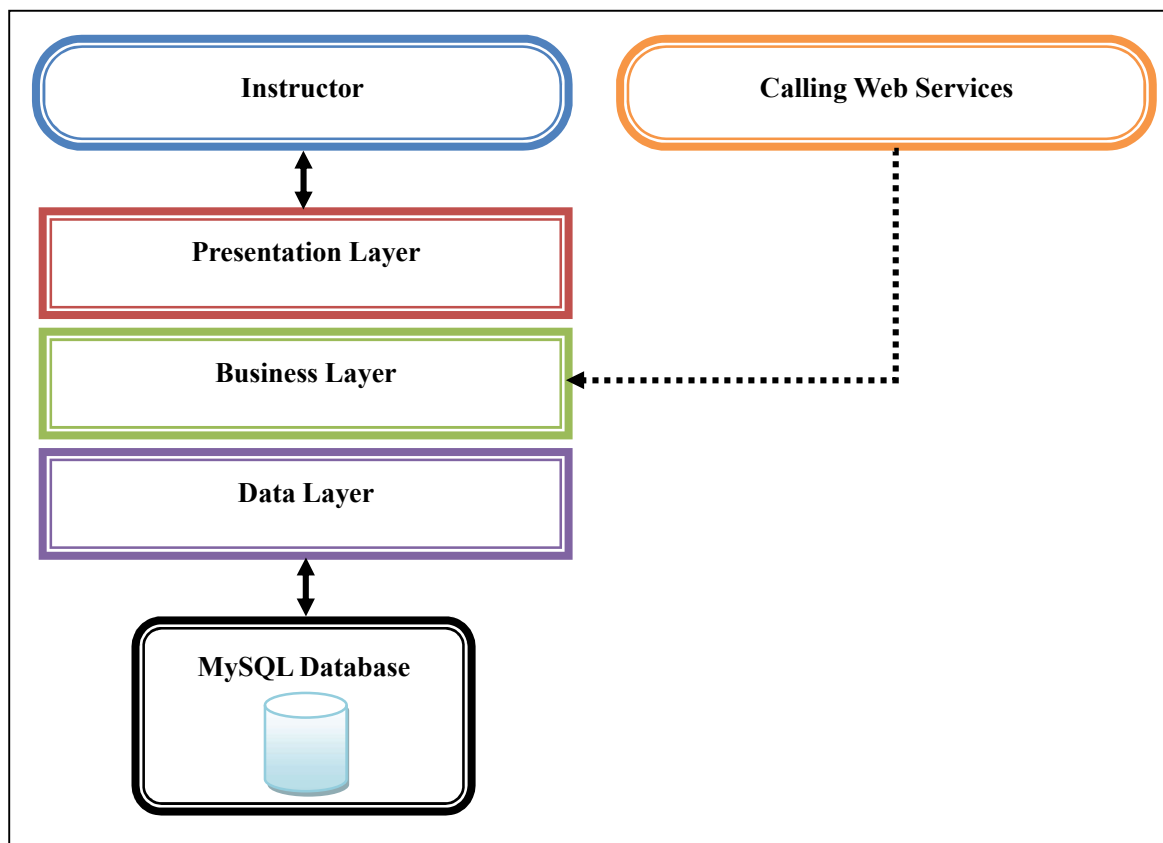 Instructor
Calling Web Services
Presentation Layer
Business Layer
Data Layer
MySQL Database